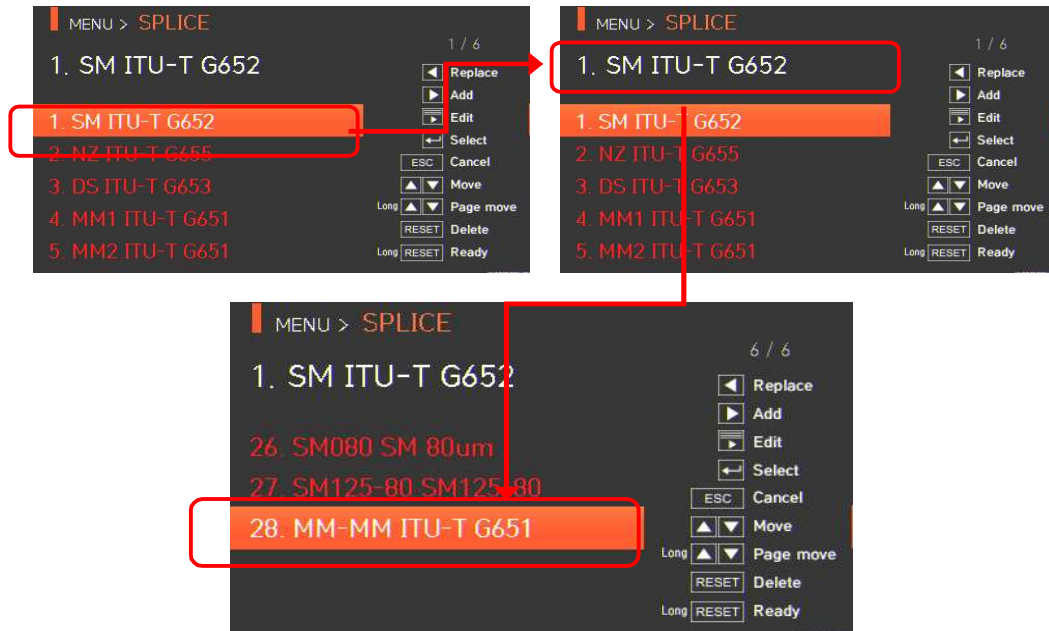 MENU > SPLICE
1 / 6
1. SM ITU-T G652
Replace
Add
1. SM ITU-T G652
Edit
Select
2. NZ ITU-T G655
ESC Cancel
3. DS ITU-T G653
Move
4. MM1 ITU-T G651
Long Page move
RESET Delete
5. MM2 ITU-T G651
Long RESET Ready
MENU > SPLICE
1 / 6
1. SM ITU-T G652
Replace
Add
1. SM ITU-T G652
Edit
Select
2. NZ ITU-T G655
ESC Cancel
3. DS ITU-T G653
Move
4. MM1 ITU-T G651
Long Page move
RESET Delete
5. MM2 ITU-T G651
Long RESET Ready
MENU > SPLICE
6 / 6
1. SM ITU-T G652
Replace
Add
26. SM080 SM 80um
Edit
Select
27. SM125-80 SM125-80
ESC Cancel
28. MM-MM ITU-T G651
Move
Long Page move
RESET Delete
Long RESET Ready